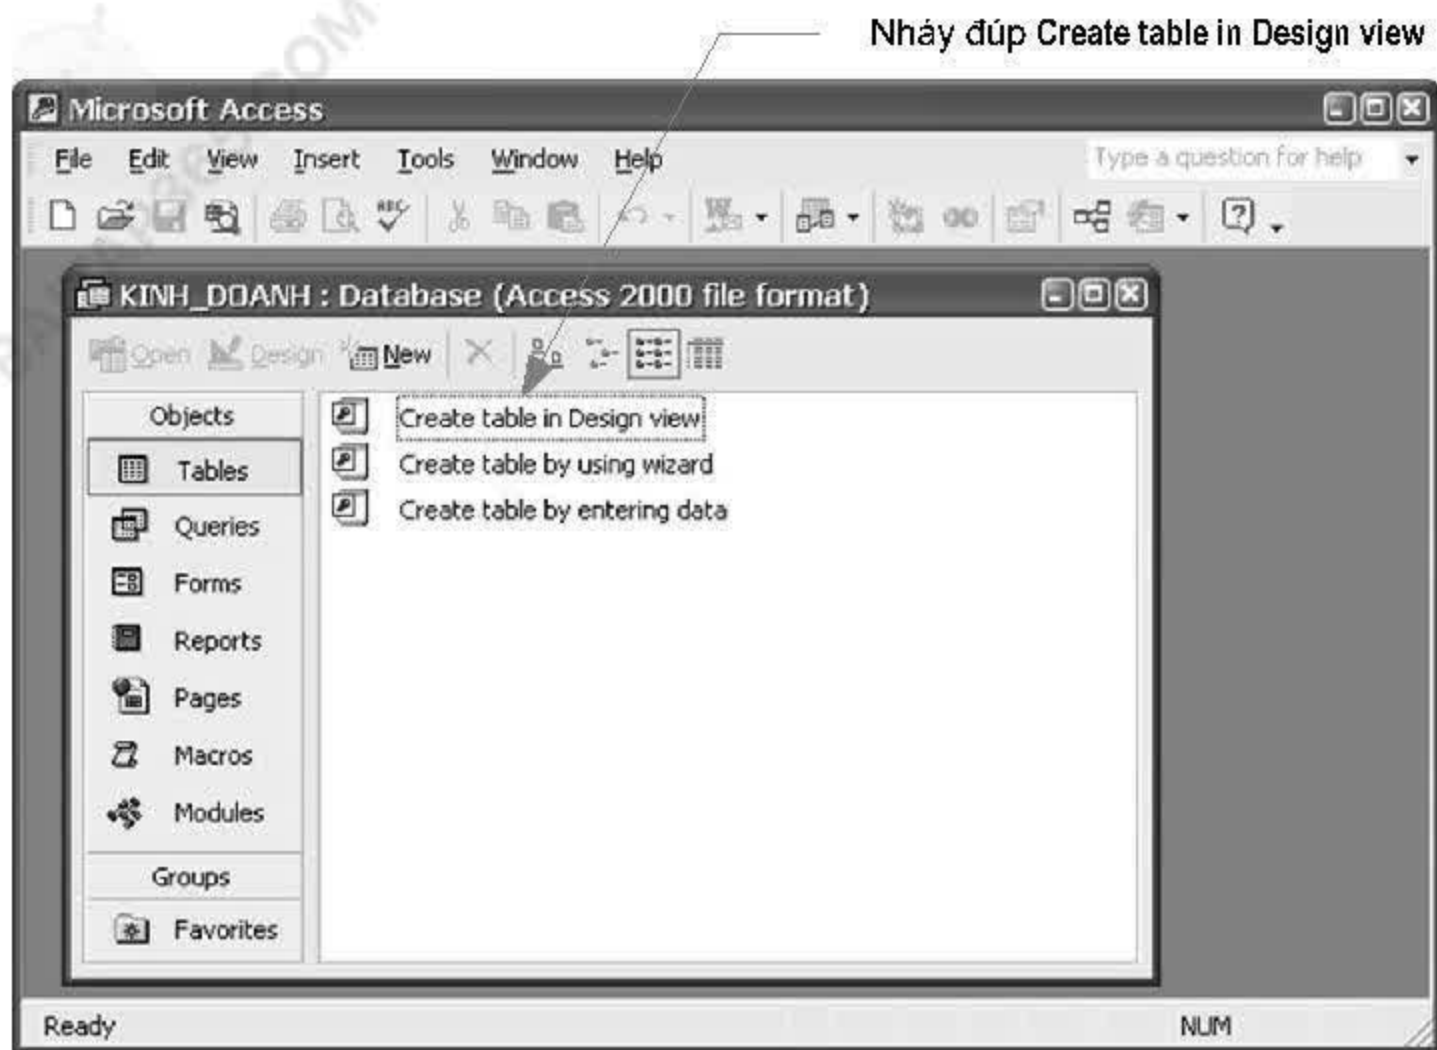 Nháy đúp Create table in Design view
Microsoft Access
File Edit View Insert Tools Window Help Type a question for help
KINH_DOANH : Database (Access 2000 file format)
Open Design New
Objects
Tables
Queries
Forms
Reports
Pages
Macros
Modules
Groups
Favorites
Create table in Design view
Create table by using wizard
Create table by entering data
Ready NUM